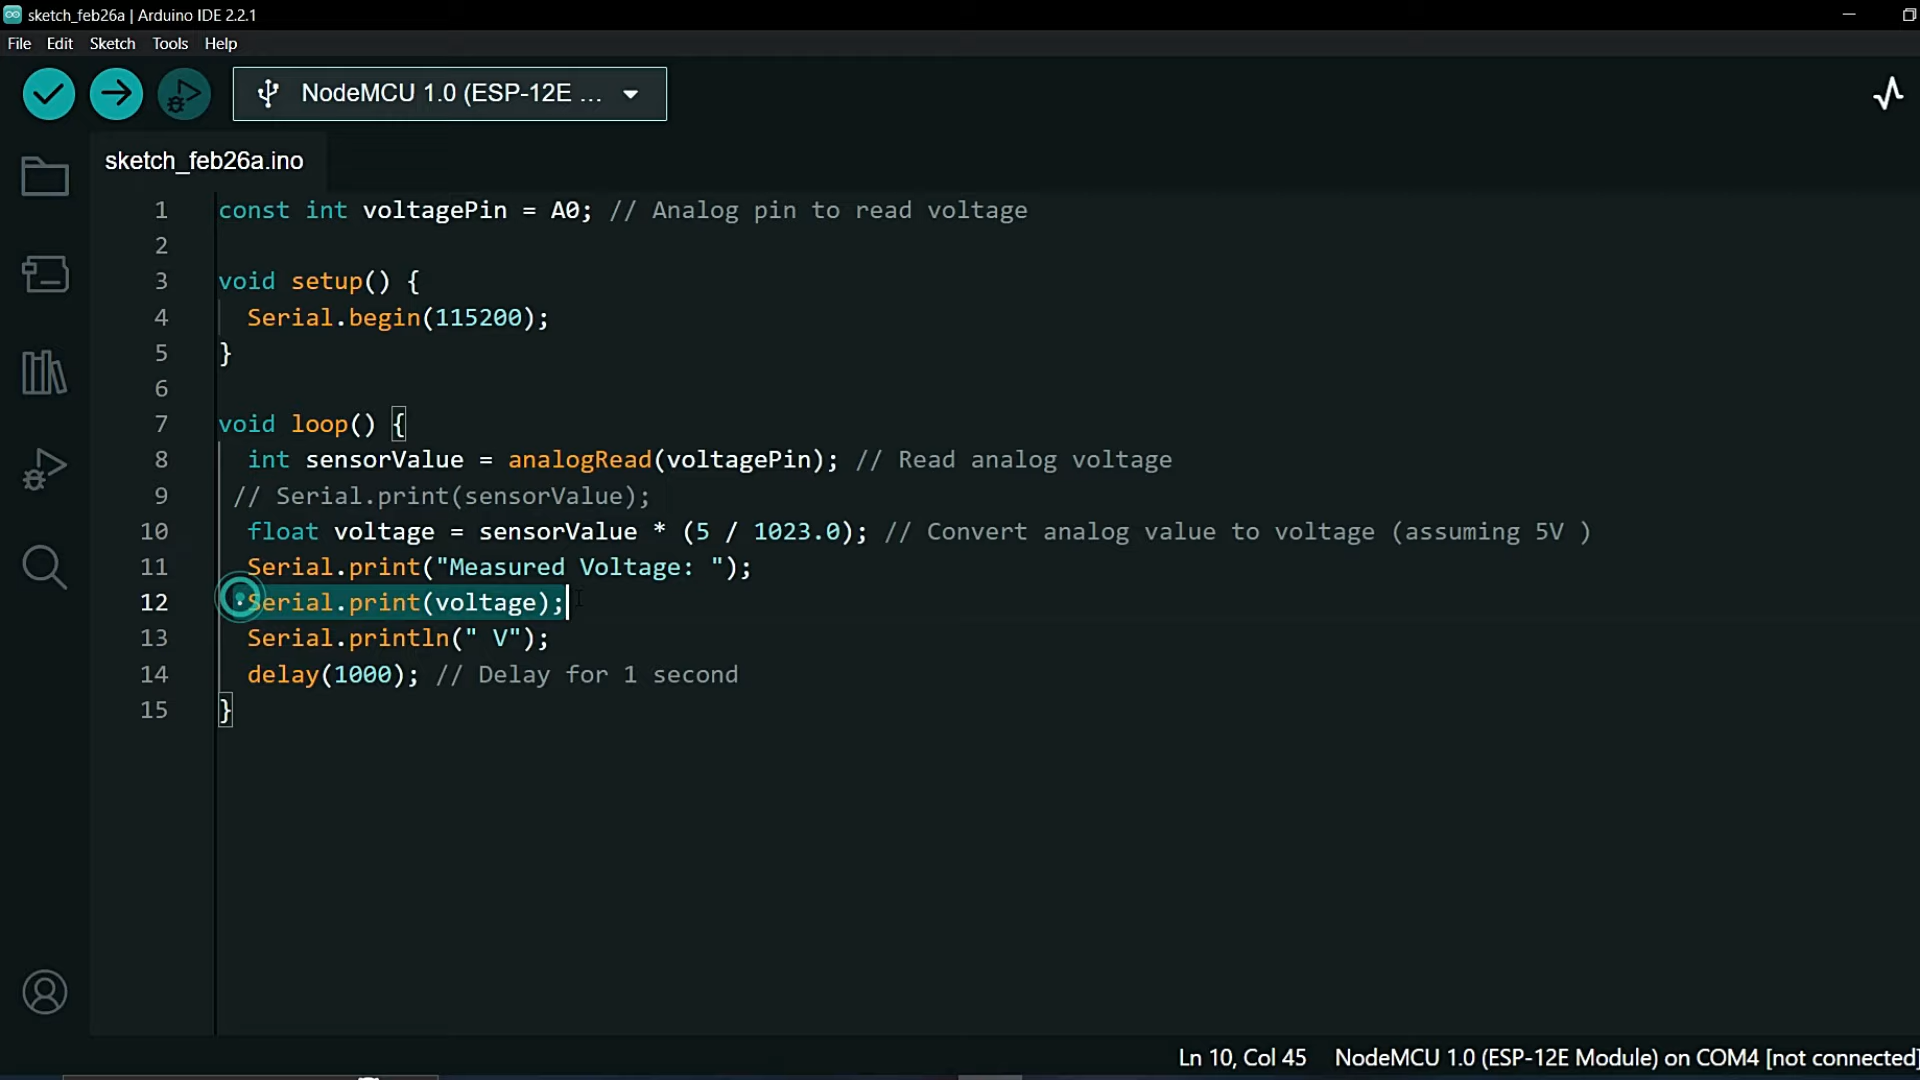 sketch_feb26a | Arduino IDE 2.2.1
File Edit Sketch Tools Help
NodeMCU 1.0 (ESP-12E ...
sketch_feb26a.ino
1 const int voltagePin = A0; // Analog pin to read voltage
2
3 void setup() {
4 Serial.begin(115200);
5 }
6
7 void loop() {
8 int sensorValue = analogRead(voltagePin); // Read analog voltage
9 // Serial.print(sensorValue);
10 float voltage = sensorValue * (5 / 1023.0); // Convert analog value to voltage (assuming 5V )
11 Serial.print("Measured Voltage: ");
12 Serial.print(voltage);
13 Serial.println(" V");
14 delay(1000); // Delay for 1 second
15 }
Ln 10, Col 45 NodeMCU 1.0 (ESP-12E Module) on COM4 [not connected]